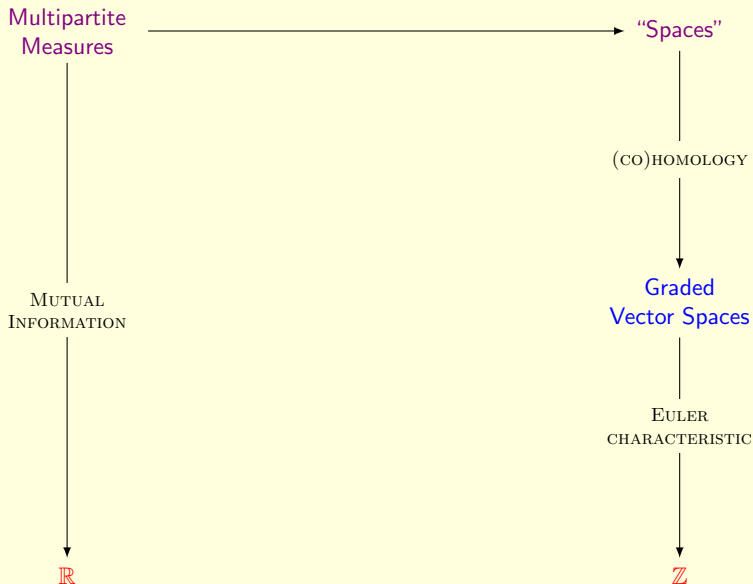 Multipartite
Measures
“Spaces”
(CO)HOMOLOGY
Graded
Vector Spaces
MUTUAL
INFORMATION
EULER
CHARACTERISTIC
ℝ
ℤ